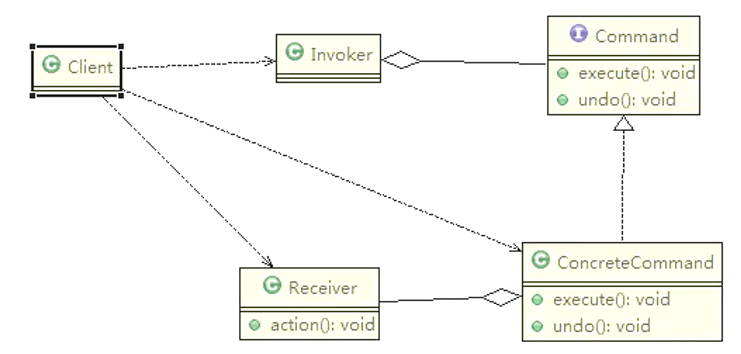 C Client
C Invoker
I Command
execute(): void
undo(): void
C Receiver
action(): void
C ConcreteCommand
execute(): void
undo(): void